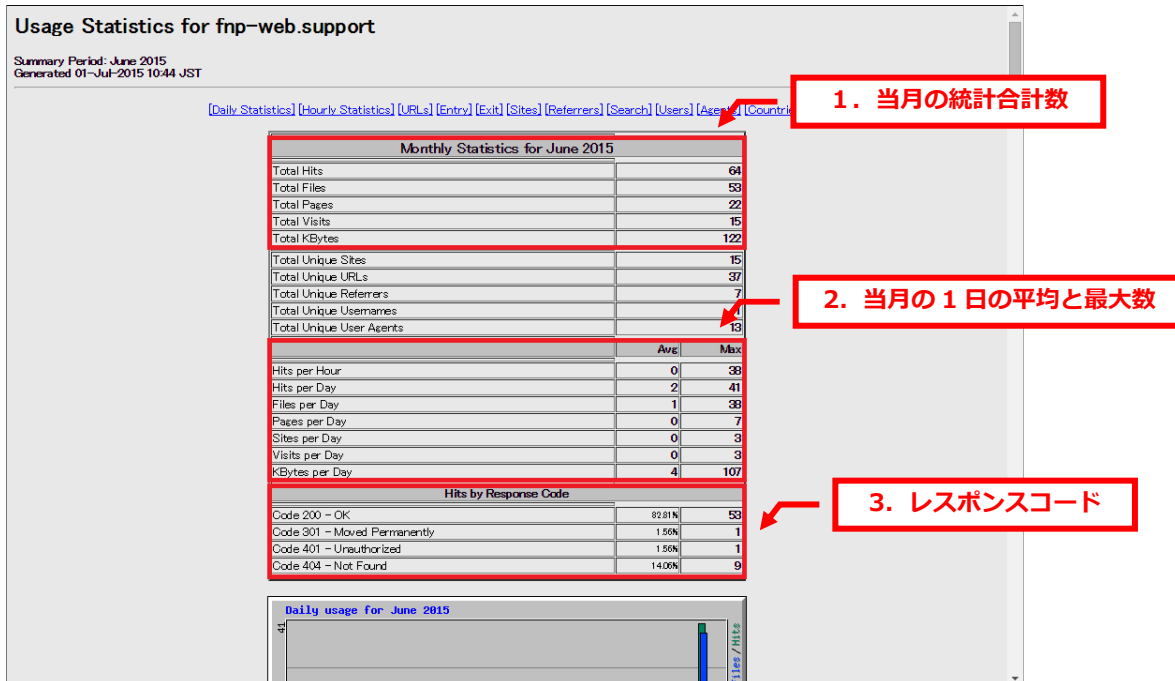 Usage Statistics for fnp-web.support
Summary Period: June 2015
Generated 01-Jul-2015 10:44 JST
[Daily Statistics] [Hourly Statistics] [URLs] [Entry] [Exit] [Sites] [Referrers] [Search] [Users] [Agents] [Countri
1. 当月の統計合計数
Monthly Statistics for June 2015
Total Hits 64
Total Files 53
Total Pages 22
Total Visits 15
Total KBytes 122
Total Unique Sites 15
Total Unique URLs 37
Total Unique Referrers 7
Total Unique Usernames 1
Total Unique User Agents 13
2. 当月の 1 日の平均と最大数
Avg Max
Hits per Hour 0 38
Hits per Day 2 41
Files per Day 1 38
Pages per Day 0 7
Sites per Day 0 3
Visits per Day 0 3
KBytes per Day 4 107
Hits by Response Code
3. レスポンスコード
Code 200 - OK 82.81% 53
Code 301 - Moved Permanently 1.56% 1
Code 401 - Unauthorized 1.56% 1
Code 404 - Not Found 14.06% 9
Daily usage for June 2015
41
Files / Hits